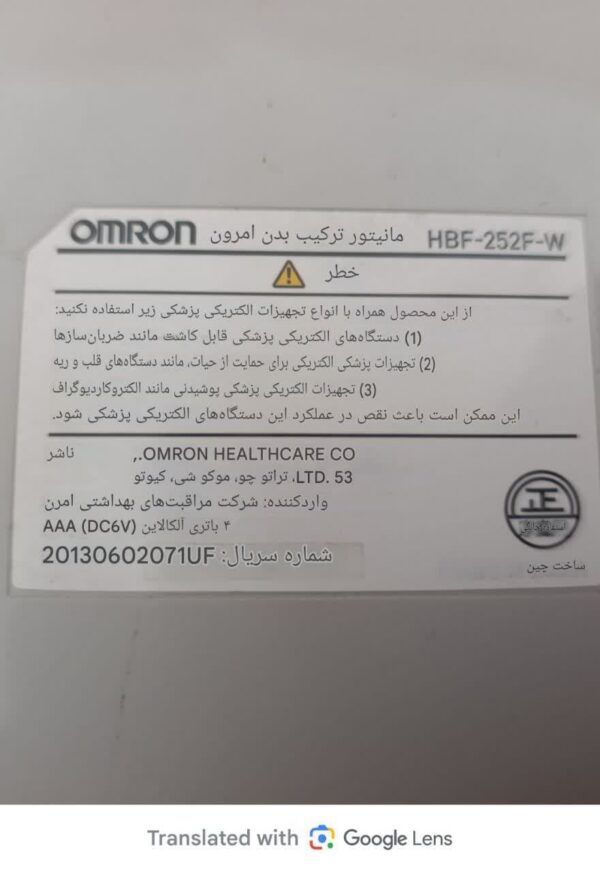 OMRON مانیتور ترکیب بدن امرون HBF-252F-W
خطر
از این محصول همراه با انواع تجهیزات الکتریکی پزشکی زیر استفاده نکنید:
(1) دستگاه‌های الکتریکی پزشکی قابل کاشت مانند ضربان‌سازها
(2) تجهیزات پزشکی الکتریکی برای حمایت از حیات، مانند دستگاه‌های قلب و ریه
(3) تجهیزات الکتریکی پزشکی پوشیدنی مانند الکتروکاردیوگراف
این ممکن است باعث نقص در عملکرد این دستگاه‌های الکتریکی پزشکی شود.
ناشر OMRON HEALTHCARE CO.,
LTD. 53، تراتو چو، موکو شی، کیوتو
واردکننده: شرکت مراقبت‌های بهداشتی امرن
۴ باتری آلکالاین AAA (DC6V)
شماره سریال: 20130602071UF
正
ساخت چین
Translated with Google Lens